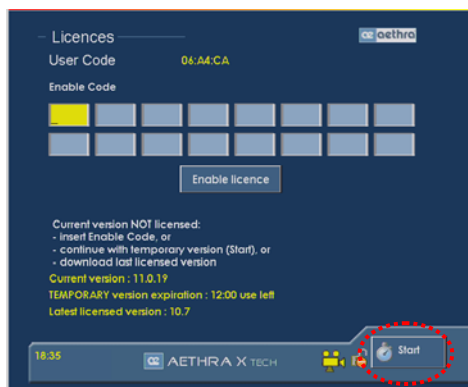 Licences
æ aethra
User Code 06:A4:CA
Enable Code
_
Enable licence
Current version NOT licensed:
- insert Enable Code, or
- continue with temporary version (Start), or
- download last licensed version
Current version : 11.0.19
TEMPORARY version expiration : 12:00 use left
Latest licensed version : 10.7
18:35 æ AETHRA X TECH Start